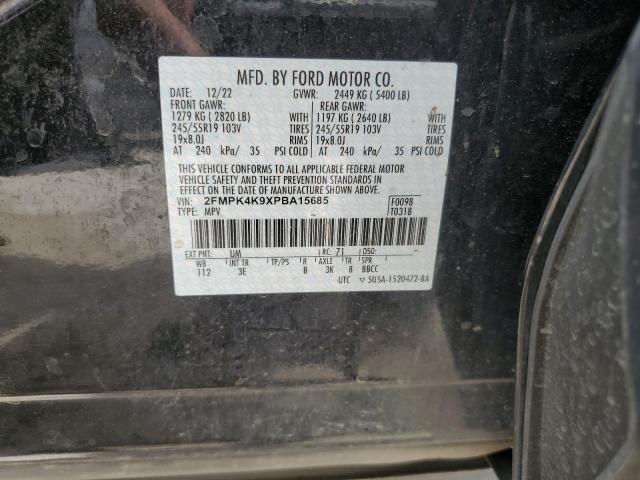 MFD. BY FORD MOTOR CO.
DATE: 12/22 GVWR: 2449 KG ( 5400 LB)
FRONT GAWR: REAR GAWR:
1279 KG ( 2820 LB) WITH 1197 KG ( 2640 LB) WITH
245/55R19 103V TIRES 245/55R19 103V TIRES
19x8.0J RIMS 19x8.0J RIMS
AT 240 kPa/ 35 PSI COLD AT 240 kPa/ 35 PSI COLD
THIS VEHICLE CONFORMS TO ALL APPLICABLE FEDERAL MOTOR
VEHICLE SAFETY AND THEFT PREVENTION STANDARDS IN
EFFECT ON THE DATE OF MANUFACTURE SHOWN ABOVE.
VIN: 2FMPK4K9XPBA15685 F0098
TYPE: MPV T0318
EXT PNT: UM RC: 71 DSO:
WB INT TR TP/PS R AXLE TR SPR
112 3E B 3K B BBCC
UTC ▽ 5U5A-1520472-BA